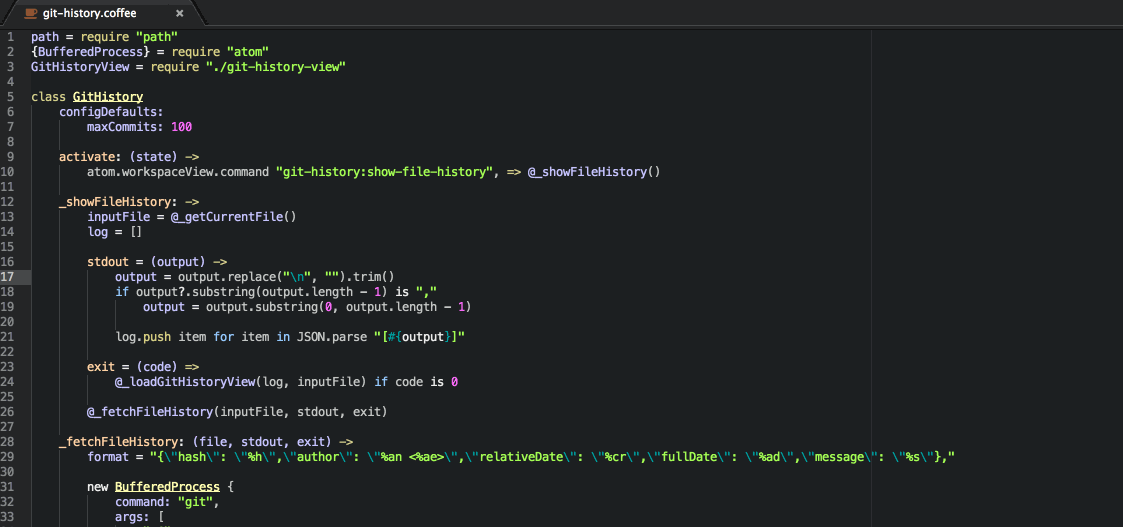 git-history.coffee ×
1 path = require "path"
2 {BufferedProcess} = require "atom"
3 GitHistoryView = require "./git-history-view"
4
5 class GitHistory
6 configDefaults:
7 maxCommits: 100
8
9 activate: (state) ->
10 atom.workspaceView.command "git-history:show-file-history", => @_showFileHistory()
11
12 _showFileHistory: ->
13 inputFile = @_getCurrentFile()
14 log = []
15
16 stdout = (output) ->
17 output = output.replace("\n", "").trim()
18 if output?.substring(output.length - 1) is ","
19 output = output.substring(0, output.length - 1)
20
21 log.push item for item in JSON.parse "[#{output}]"
22
23 exit = (code) =>
24 @_loadGitHistoryView(log, inputFile) if code is 0
25
26 @_fetchFileHistory(inputFile, stdout, exit)
27
28 _fetchFileHistory: (file, stdout, exit) ->
29 format = "{\"hash\": \"%h\",\"author\": \"%an <%ae>\",\"relativeDate\": \"%cr\",\"fullDate\": \"%ad\",\"message\": \"%s\"},"
30
31 new BufferedProcess {
32 command: "git",
33 args: [